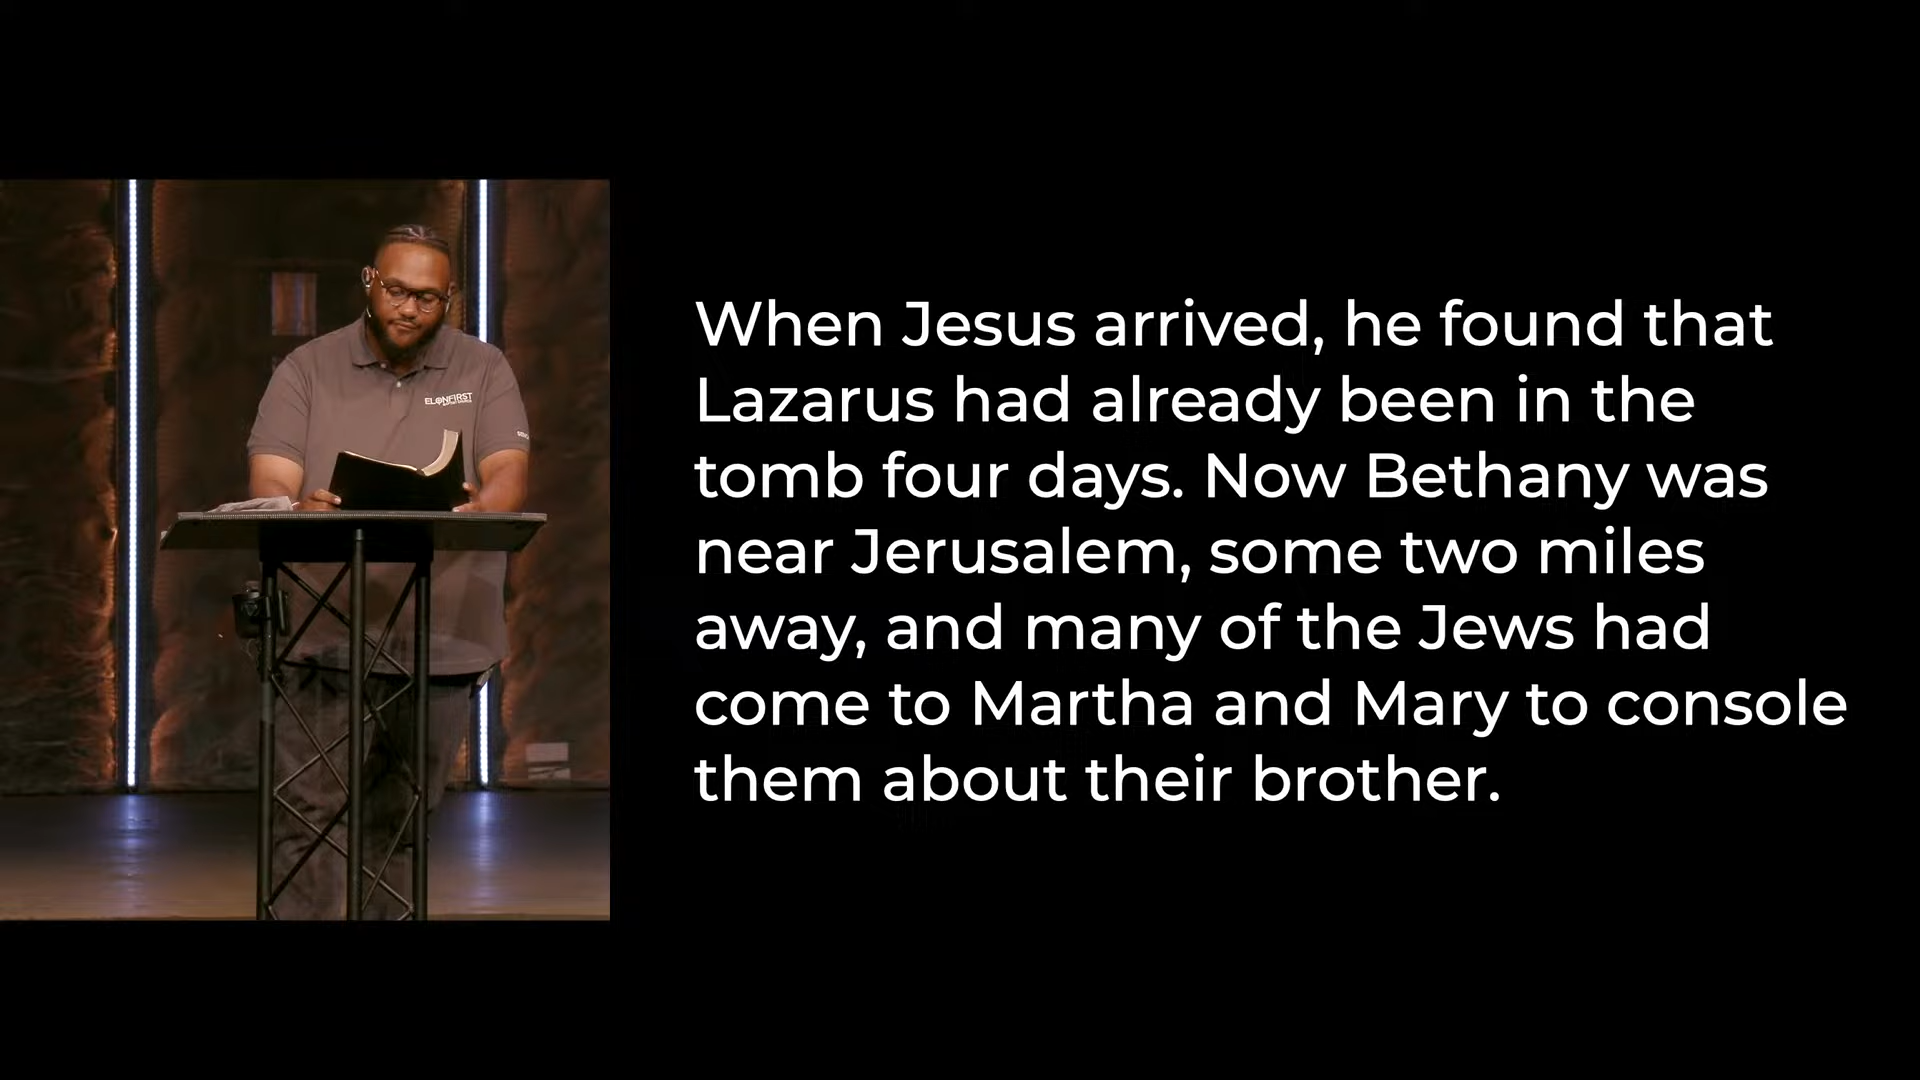 ELONFIRST
When Jesus arrived, he found that
Lazarus had already been in the
tomb four days. Now Bethany was
near Jerusalem, some two miles
away, and many of the Jews had
come to Martha and Mary to console
them about their brother.